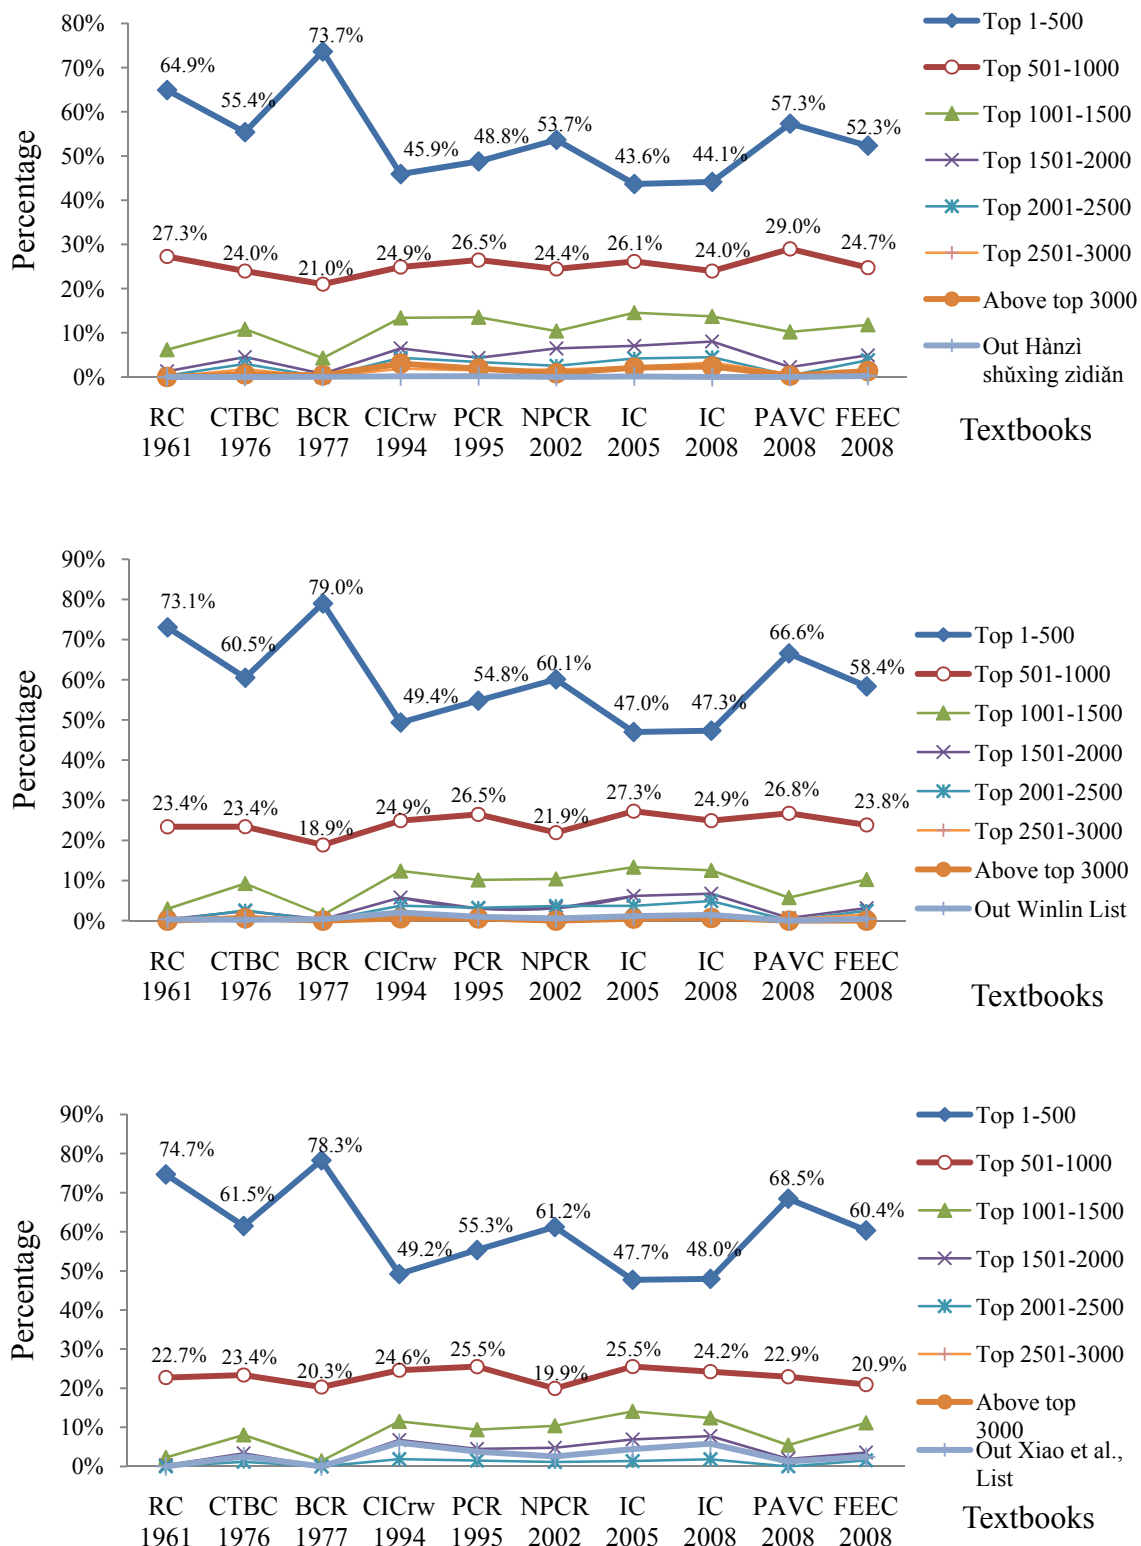 80%
70%
60%
50%
40%
30%
20%
10%
0%
Percentage
64.9%
55.4%
73.7%
45.9%
48.8%
53.7%
43.6%
44.1%
57.3%
52.3%
27.3%
24.0%
21.0%
24.9%
26.5%
24.4%
26.1%
24.0%
29.0%
24.7%
RC CTBC BCR CICrw PCR NPCR IC IC PAVC FEEC
1961 1976 1977 1994 1995 2002 2005 2008 2008 2008
Textbooks
Top 1-500
Top 501-1000
Top 1001-1500
Top 1501-2000
Top 2001-2500
Top 2501-3000
Above top 3000
Out Hànzì
shǔxìng zìdiǎn
90%
80%
70%
60%
50%
40%
30%
20%
10%
0%
Percentage
73.1%
60.5%
79.0%
49.4%
54.8%
60.1%
47.0%
47.3%
66.6%
58.4%
23.4%
23.4%
18.9%
24.9%
26.5%
21.9%
27.3%
24.9%
26.8%
23.8%
RC CTBC BCR CICrw PCR NPCR IC IC PAVC FEEC
1961 1976 1977 1994 1995 2002 2005 2008 2008 2008
Textbooks
Top 1-500
Top 501-1000
Top 1001-1500
Top 1501-2000
Top 2001-2500
Top 2501-3000
Above top 3000
Out Winlin List
90%
80%
70%
60%
50%
40%
30%
20%
10%
0%
Percentage
74.7%
61.5%
78.3%
49.2%
55.3%
61.2%
47.7%
48.0%
68.5%
60.4%
22.7%
23.4%
20.3%
24.6%
25.5%
19.9%
25.5%
24.2%
22.9%
20.9%
RC CTBC BCR CICrw PCR NPCR IC IC PAVC FEEC
1961 1976 1977 1994 1995 2002 2005 2008 2008 2008
Textbooks
Top 1-500
Top 501-1000
Top 1001-1500
Top 1501-2000
Top 2001-2500
Top 2501-3000
Above top
3000
Out Xiao et al.,
List